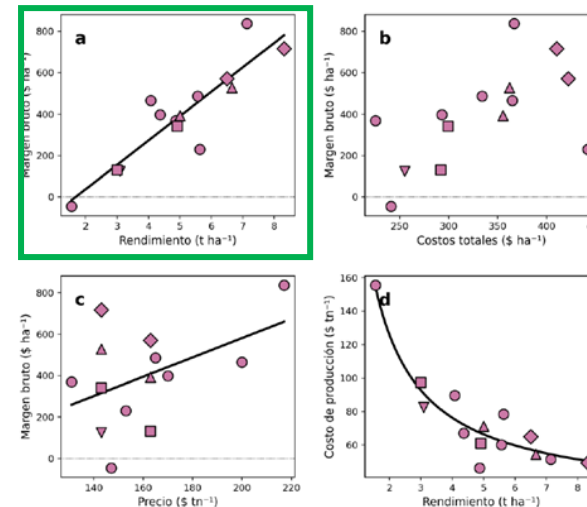 a
Margen bruto ($ ha⁻¹)
800
600
400
200
0
2 3 4 5 6 7 8
Rendimiento (t ha⁻¹)
b
Margen bruto ($ ha⁻¹)
800
600
400
200
0
250 300 350 400
Costos totales ($ ha⁻¹)
c
Margen bruto ($ ha⁻¹)
800
600
400
200
0
140 160 180 200 220
Precio ($ tn⁻¹)
d
Costo de producción ($ tn⁻¹)
160
140
120
100
80
60
2 3 4 5 6 7 8
Rendimiento (t ha⁻¹)